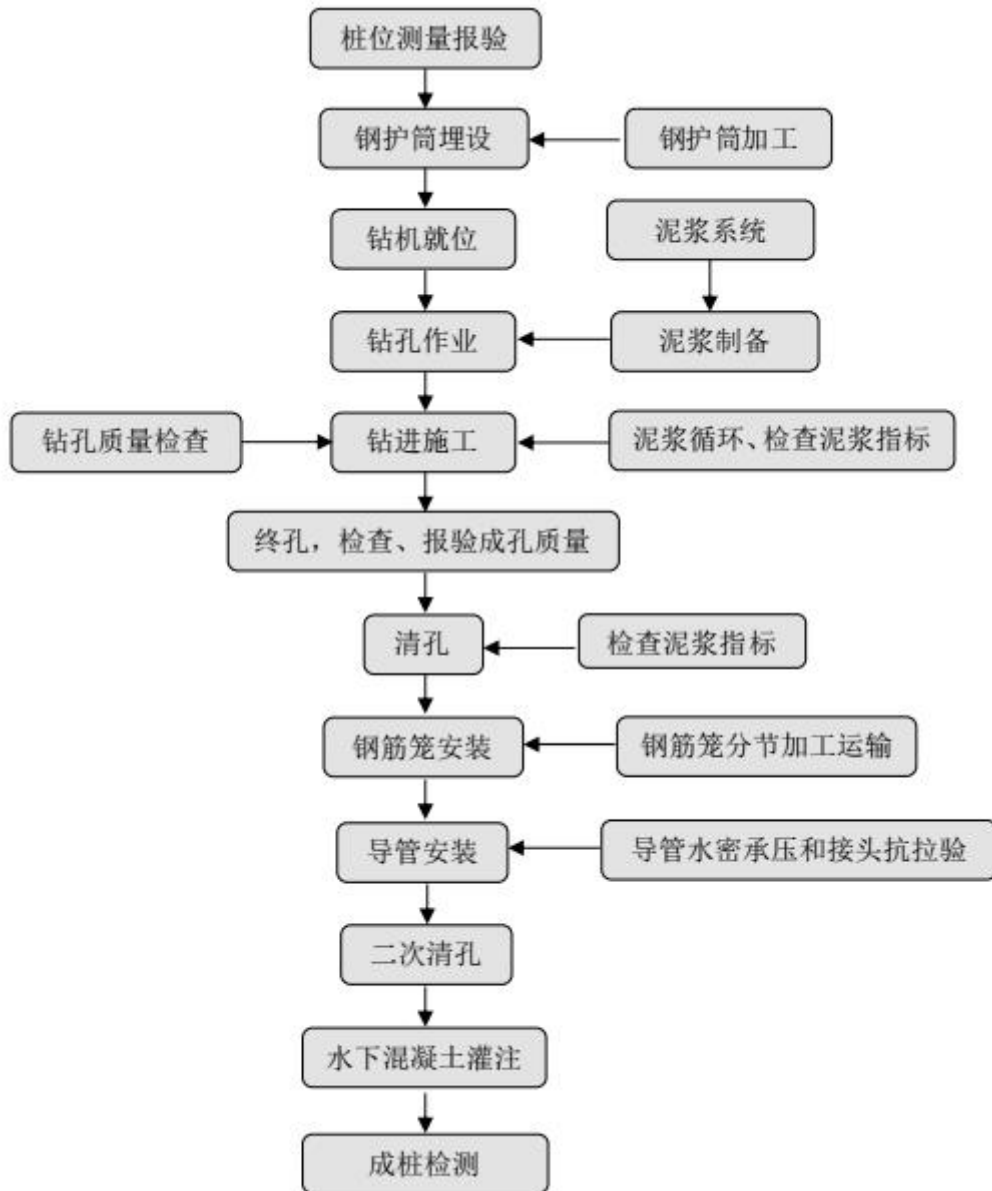 桩位测量报验
钢护筒埋设
钢护筒加工
钻机就位
泥浆系统
钻孔作业
泥浆制备
钻孔质量检查
钻进施工
泥浆循环、检查泥浆指标
终孔，检查、报验成孔质量
清孔
检查泥浆指标
钢筋笼安装
钢筋笼分节加工运输
导管安装
导管水密承压和接头抗拉验
二次清孔
水下混凝土灌注
成桩检测